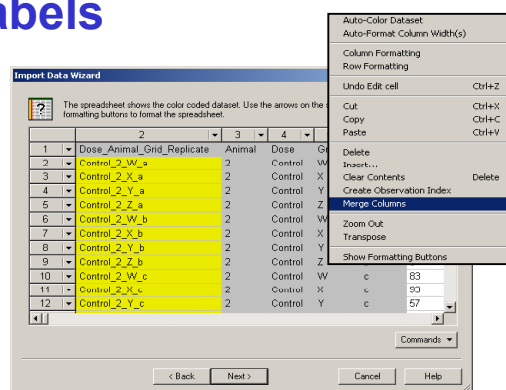 abels
Auto-Color Dataset
Auto-Format Column Width(s)
Column Formatting
Row Formatting
Undo Edit cell Ctrl+Z
Cut Ctrl+X
Copy Ctrl+C
Paste Ctrl+V
Delete
Insert...
Clear Contents Delete
Create Observation Index
Merge Columns
Zoom Out
Transpose
Show Formatting Buttons
Import Data Wizard
The spreadsheet shows the color coded dataset. Use the arrows on the
formatting buttons to format the spreadsheet.
2 3 4
1 Dose_Animal_Grid_Replicate Animal Dose
2 Control_2_W_a 2 Control W
3 Control_2_X_a 2 Control X
4 Control_2_Y_a 2 Control Y
5 Control_2_Z_a 2 Control Z
6 Control_2_W_b 2 Control W
7 Control_2_X_b 2 Control X
8 Control_2_Y_b 2 Control Y
9 Control_2_Z_b 2 Control Z
10 Control_2_W_c 2 Control W c 83
11 Control_2_X_c 2 Control X c
12 Control_2_Y_c 2 Control Y c 57
Commands
< Back Next > Cancel Help